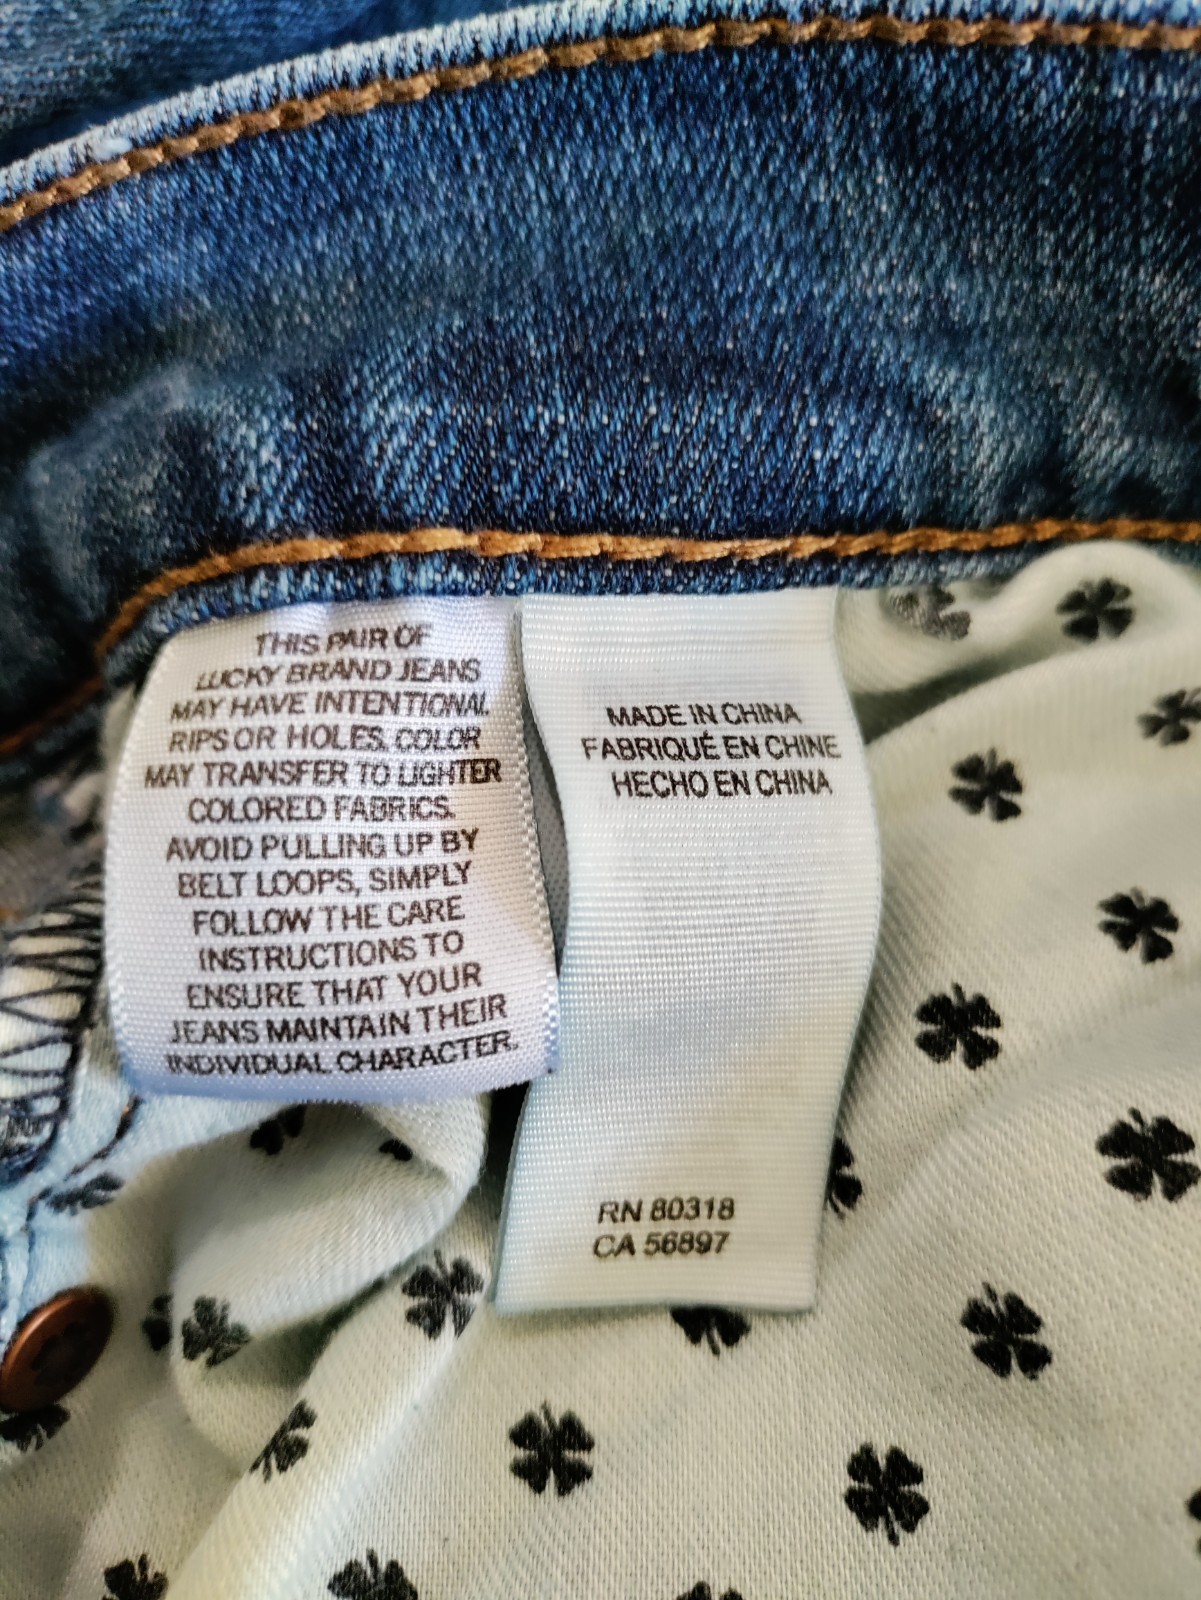 THIS PAIR OF
LUCKY BRAND JEANS
MAY HAVE INTENTIONAL
RIPS OR HOLES. COLOR
MAY TRANSFER TO LIGHTER
COLORED FABRICS.
AVOID PULLING UP BY
BELT LOOPS, SIMPLY
FOLLOW THE CARE
INSTRUCTIONS TO
ENSURE THAT YOUR
JEANS MAINTAIN THEIR
INDIVIDUAL CHARACTER.
MADE IN CHINA
FABRIQUÉ EN CHINE
HECHO EN CHINA
RN 80318
CA 56897